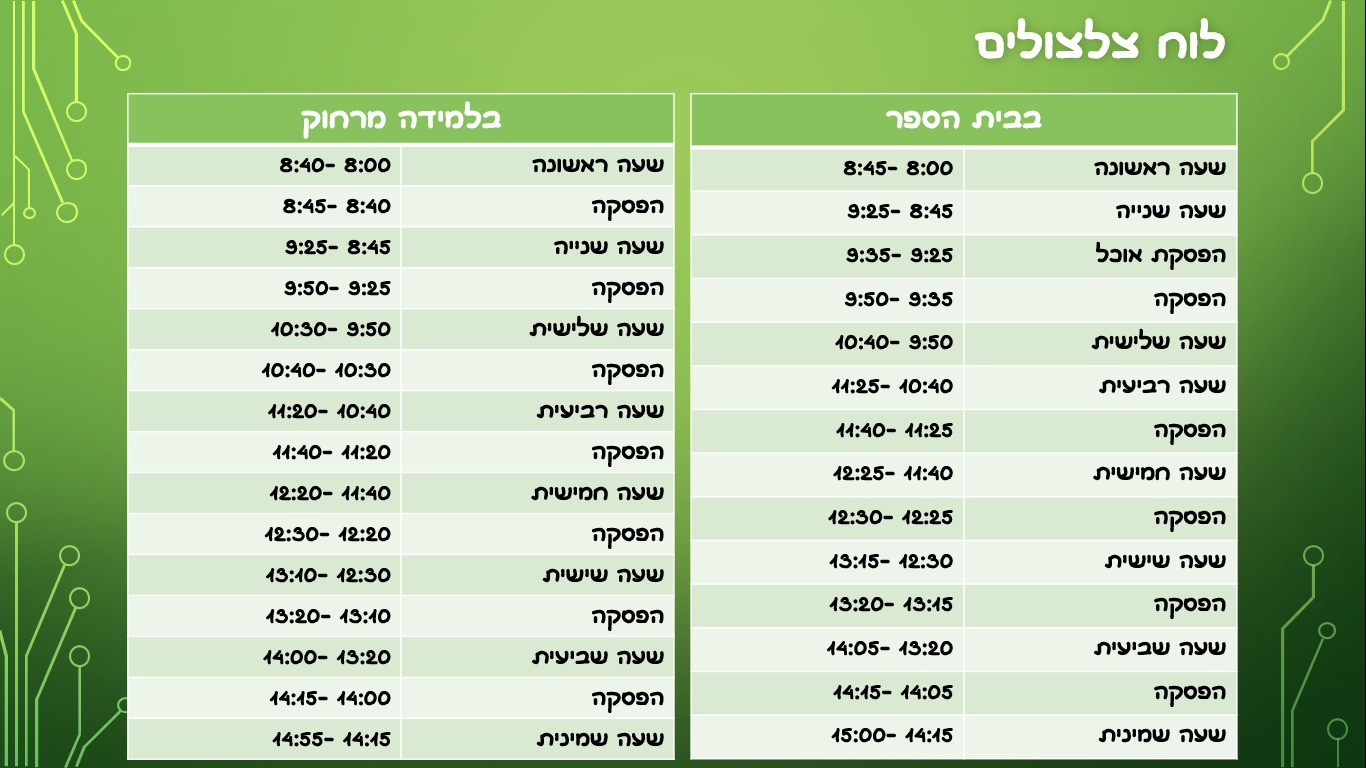 לוח צלצולים
בבית הספר
שעה ראשונה 8:00 -8:45
שעה שנייה 8:45 -9:25
הפסקת אוכל 9:25 -9:35
הפסקה 9:35 -9:50
שעה שלישית 9:50 -10:40
שעה רביעית 10:40 -11:25
הפסקה 11:25 -11:40
שעה חמישית 11:40 -12:25
הפסקה 12:25 -12:30
שעה שישית 12:30 -13:15
הפסקה 13:15 -13:20
שעה שביעית 13:20 -14:05
הפסקה 14:05 -14:15
שעה שמינית 14:15 -15:00
בלמידה מרחוק
שעה ראשונה 8:00 -8:40
הפסקה 8:40 -8:45
שעה שנייה 8:45 -9:25
הפסקה 9:25 -9:50
שעה שלישית 9:50 -10:30
הפסקה 10:30 -10:40
שעה רביעית 10:40 -11:20
הפסקה 11:20 -11:40
שעה חמישית 11:40 -12:20
הפסקה 12:20 -12:30
שעה שישית 12:30 -13:10
הפסקה 13:10 -13:20
שעה שביעית 13:20 -14:00
הפסקה 14:00 -14:15
שעה שמינית 14:15 -14:55